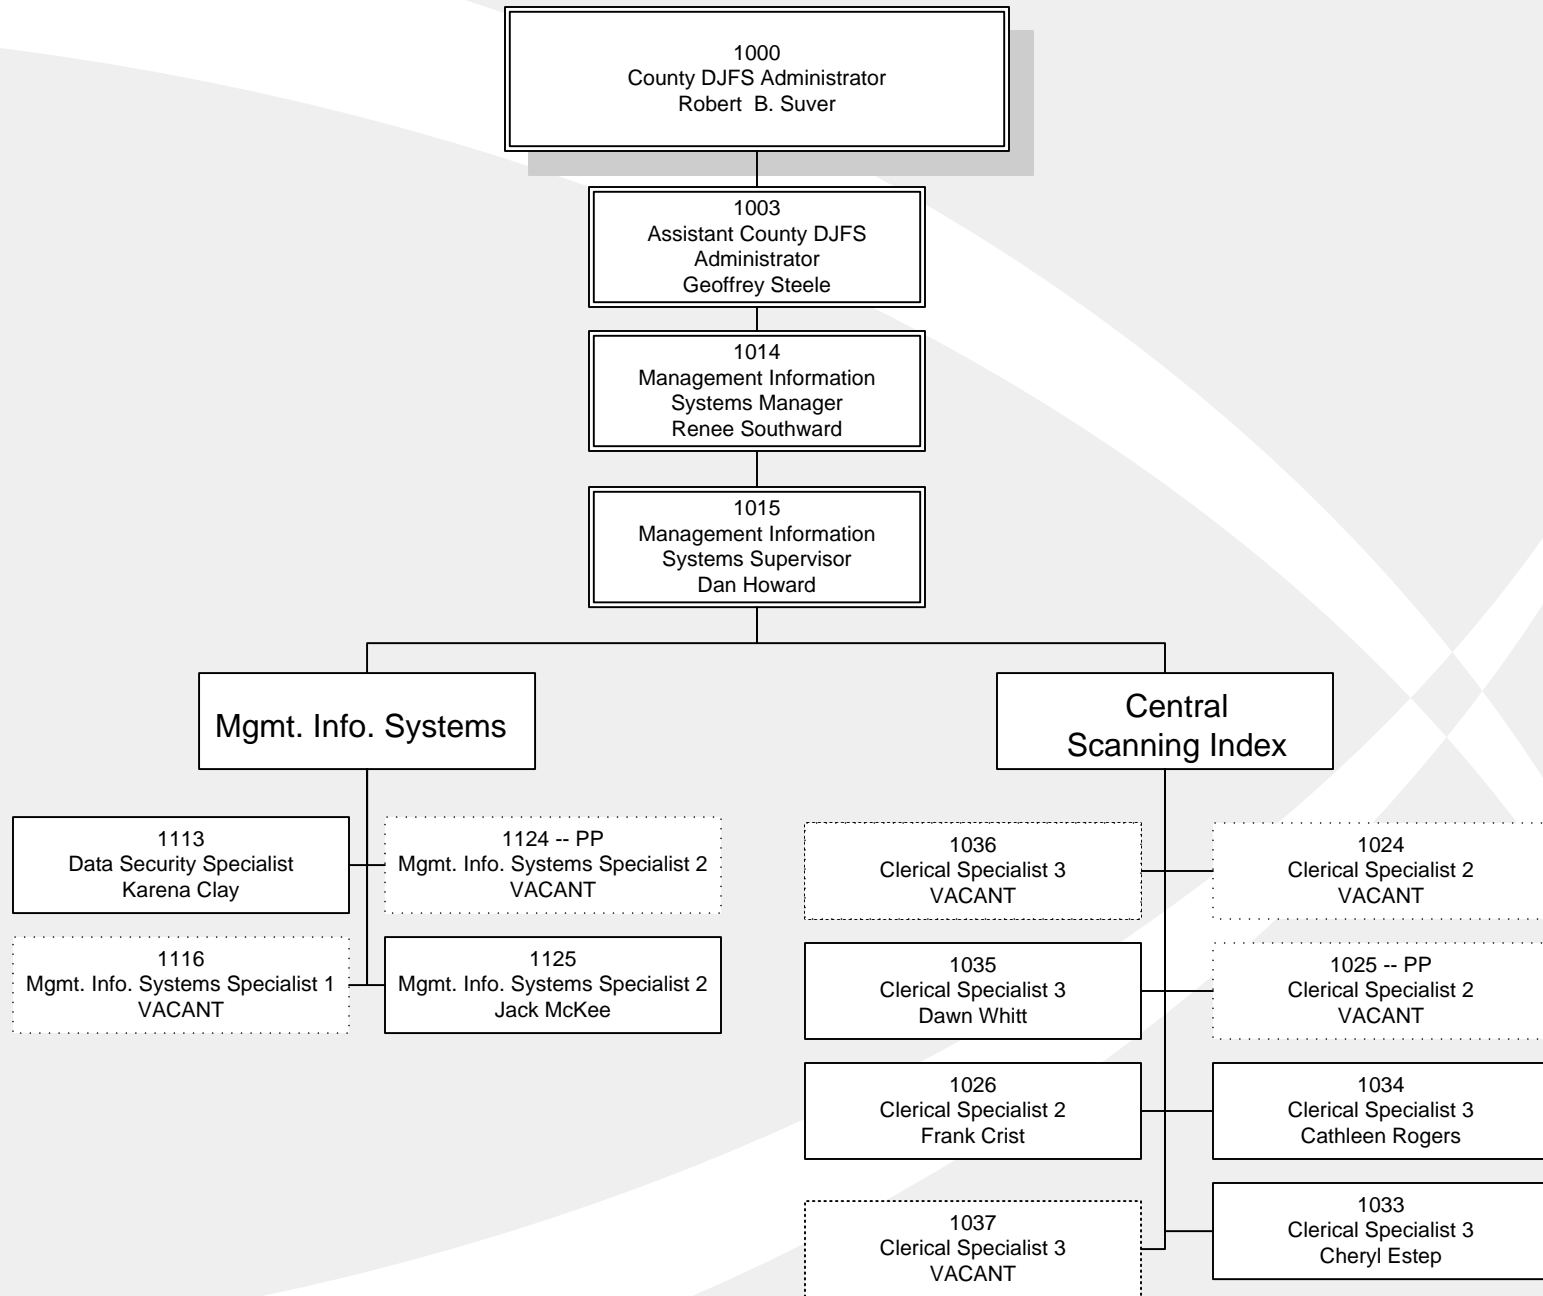 1000
County DJFS Administrator
Robert B. Suver
1003
Assistant County DJFS
Administrator
Geoffrey Steele
1014
Management Information
Systems Manager
Renee Southward
1015
Management Information
Systems Supervisor
Dan Howard
Mgmt. Info. Systems
Central
Scanning Index
1113
Data Security Specialist
Karena Clay
1124 -- PP
Mgmt. Info. Systems Specialist 2
VACANT
1116
Mgmt. Info. Systems Specialist 1
VACANT
1125
Mgmt. Info. Systems Specialist 2
Jack McKee
1036
Clerical Specialist 3
VACANT
1024
Clerical Specialist 2
VACANT
1035
Clerical Specialist 3
Dawn Whitt
1025 -- PP
Clerical Specialist 2
VACANT
1026
Clerical Specialist 2
Frank Crist
1034
Clerical Specialist 3
Cathleen Rogers
1037
Clerical Specialist 3
VACANT
1033
Clerical Specialist 3
Cheryl Estep